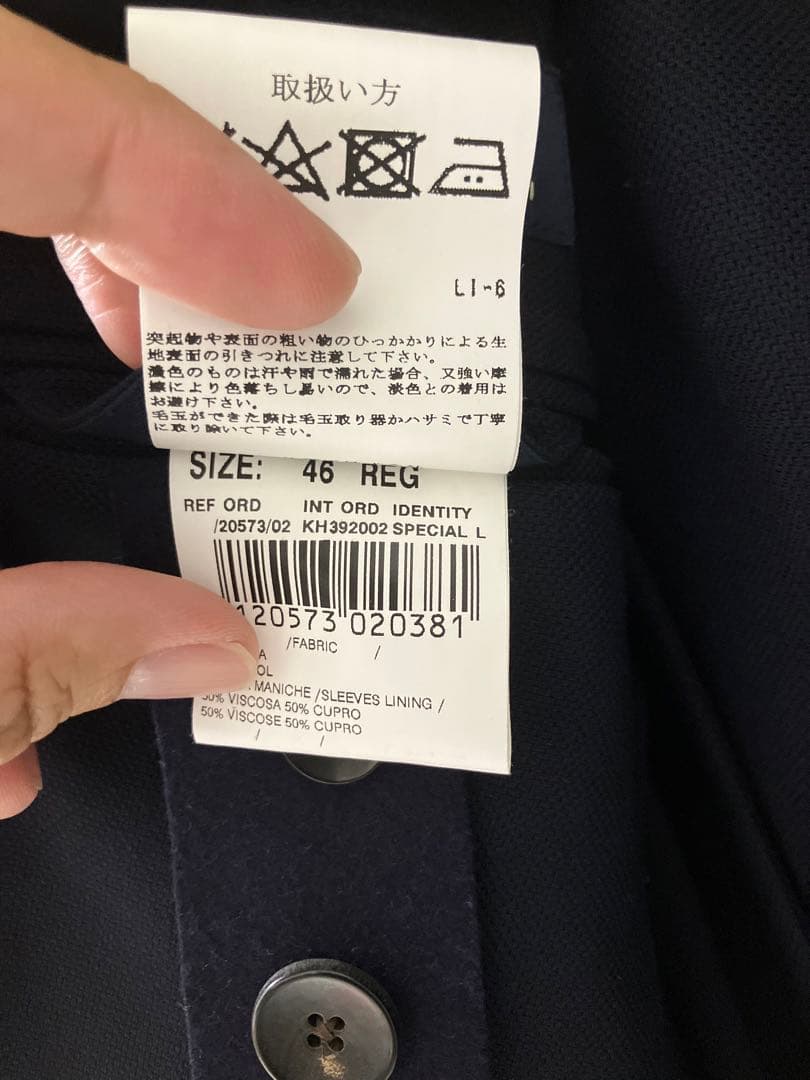 取扱い方
LI-6
突起物や表面の粗い物のひっかかりによる生
地表面の引きつれに注意して下さい。
濃色のものは汗や雨で濡れた場合、又強い摩
擦により色落ちし易いので、淡色との着用は
お避け下さい。
毛玉ができた際は毛玉取り器かハサミで丁寧
に取り除いて下さい。
SIZE: 46 REG
REF ORD INT ORD IDENTITY
/20573/02 KH392002 SPECIAL L
120573 020381
/FABRIC /
MANICHE /SLEEVES LINING /
50% VISCOSA 50% CUPRO
50% VISCOSE 50% CUPRO
/ /